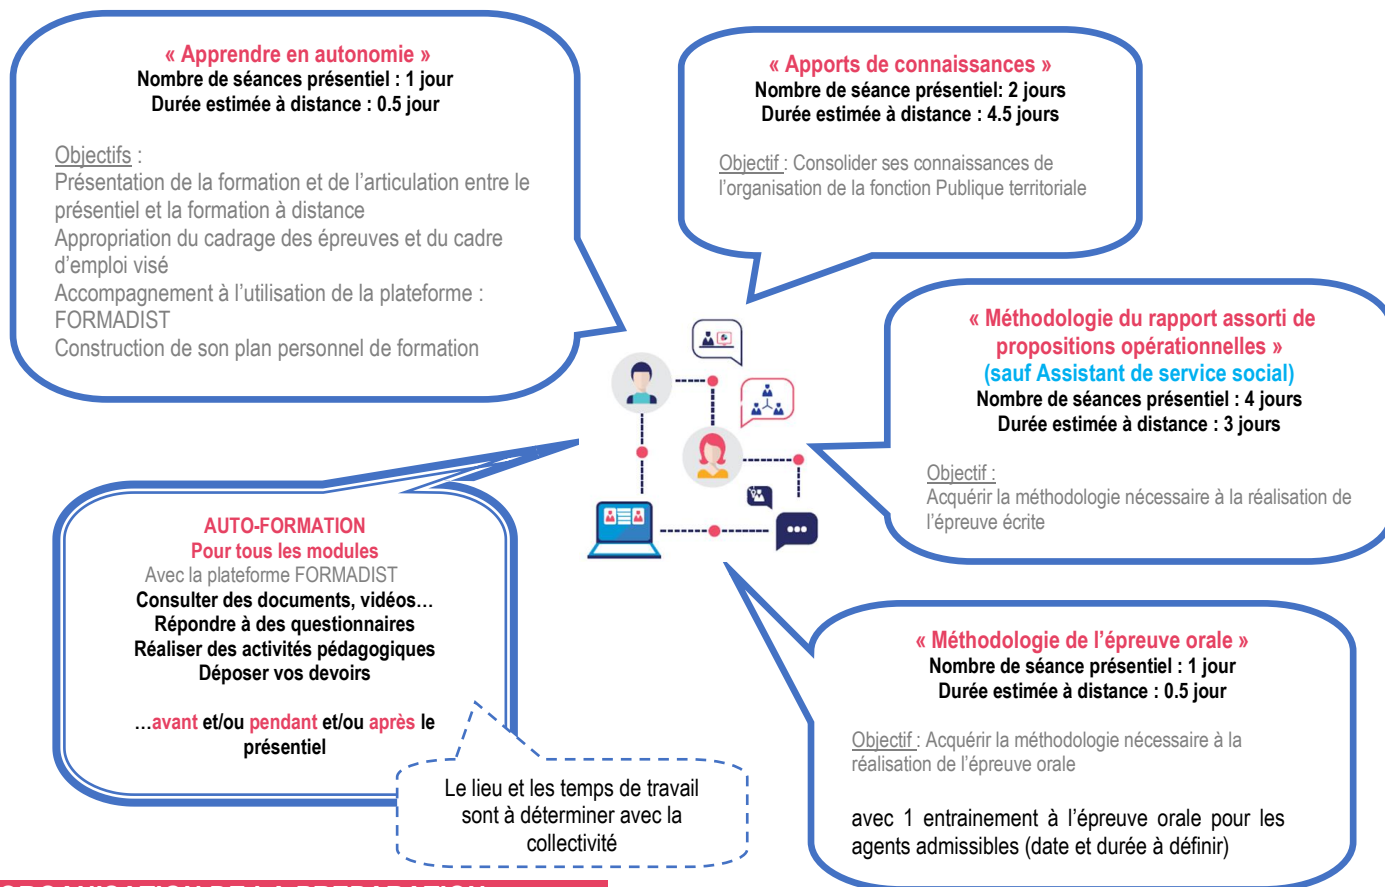 « Apprendre en autonomie »
Nombre de séances présentiel : 1 jour
Durée estimée à distance : 0.5 jour
Objectifs :
Présentation de la formation et de l’articulation entre le
présentiel et la formation à distance
Appropriation du cadrage des épreuves et du cadre
d’emploi visé
Accompagnement à l’utilisation de la plateforme :
FORMADIST
Construction de son plan personnel de formation
« Apports de connaissances »
Nombre de séance présentiel: 2 jours
Durée estimée à distance : 4.5 jours
Objectif : Consolider ses connaissances de
l’organisation de la fonction Publique territoriale
« Méthodologie du rapport assorti de
propositions opérationnelles »
(sauf Assistant de service social)
Nombre de séances présentiel : 4 jours
Durée estimée à distance : 3 jours
Objectif :
Acquérir la méthodologie nécessaire à la réalisation de
l’épreuve écrite
AUTO-FORMATION
Pour tous les modules
Avec la plateforme FORMADIST
Consulter des documents, vidéos…
Répondre à des questionnaires
Réaliser des activités pédagogiques
Déposer vos devoirs
…avant et/ou pendant et/ou après le
présentiel
Le lieu et les temps de travail
sont à déterminer avec la
collectivité
« Méthodologie de l’épreuve orale »
Nombre de séance présentiel : 1 jour
Durée estimée à distance : 0.5 jour
Objectif : Acquérir la méthodologie nécessaire à la
réalisation de l’épreuve orale
avec 1 entrainement à l’épreuve orale pour les
agents admissibles (date et durée à définir)
ORGANISATION DE LA PREPARATION